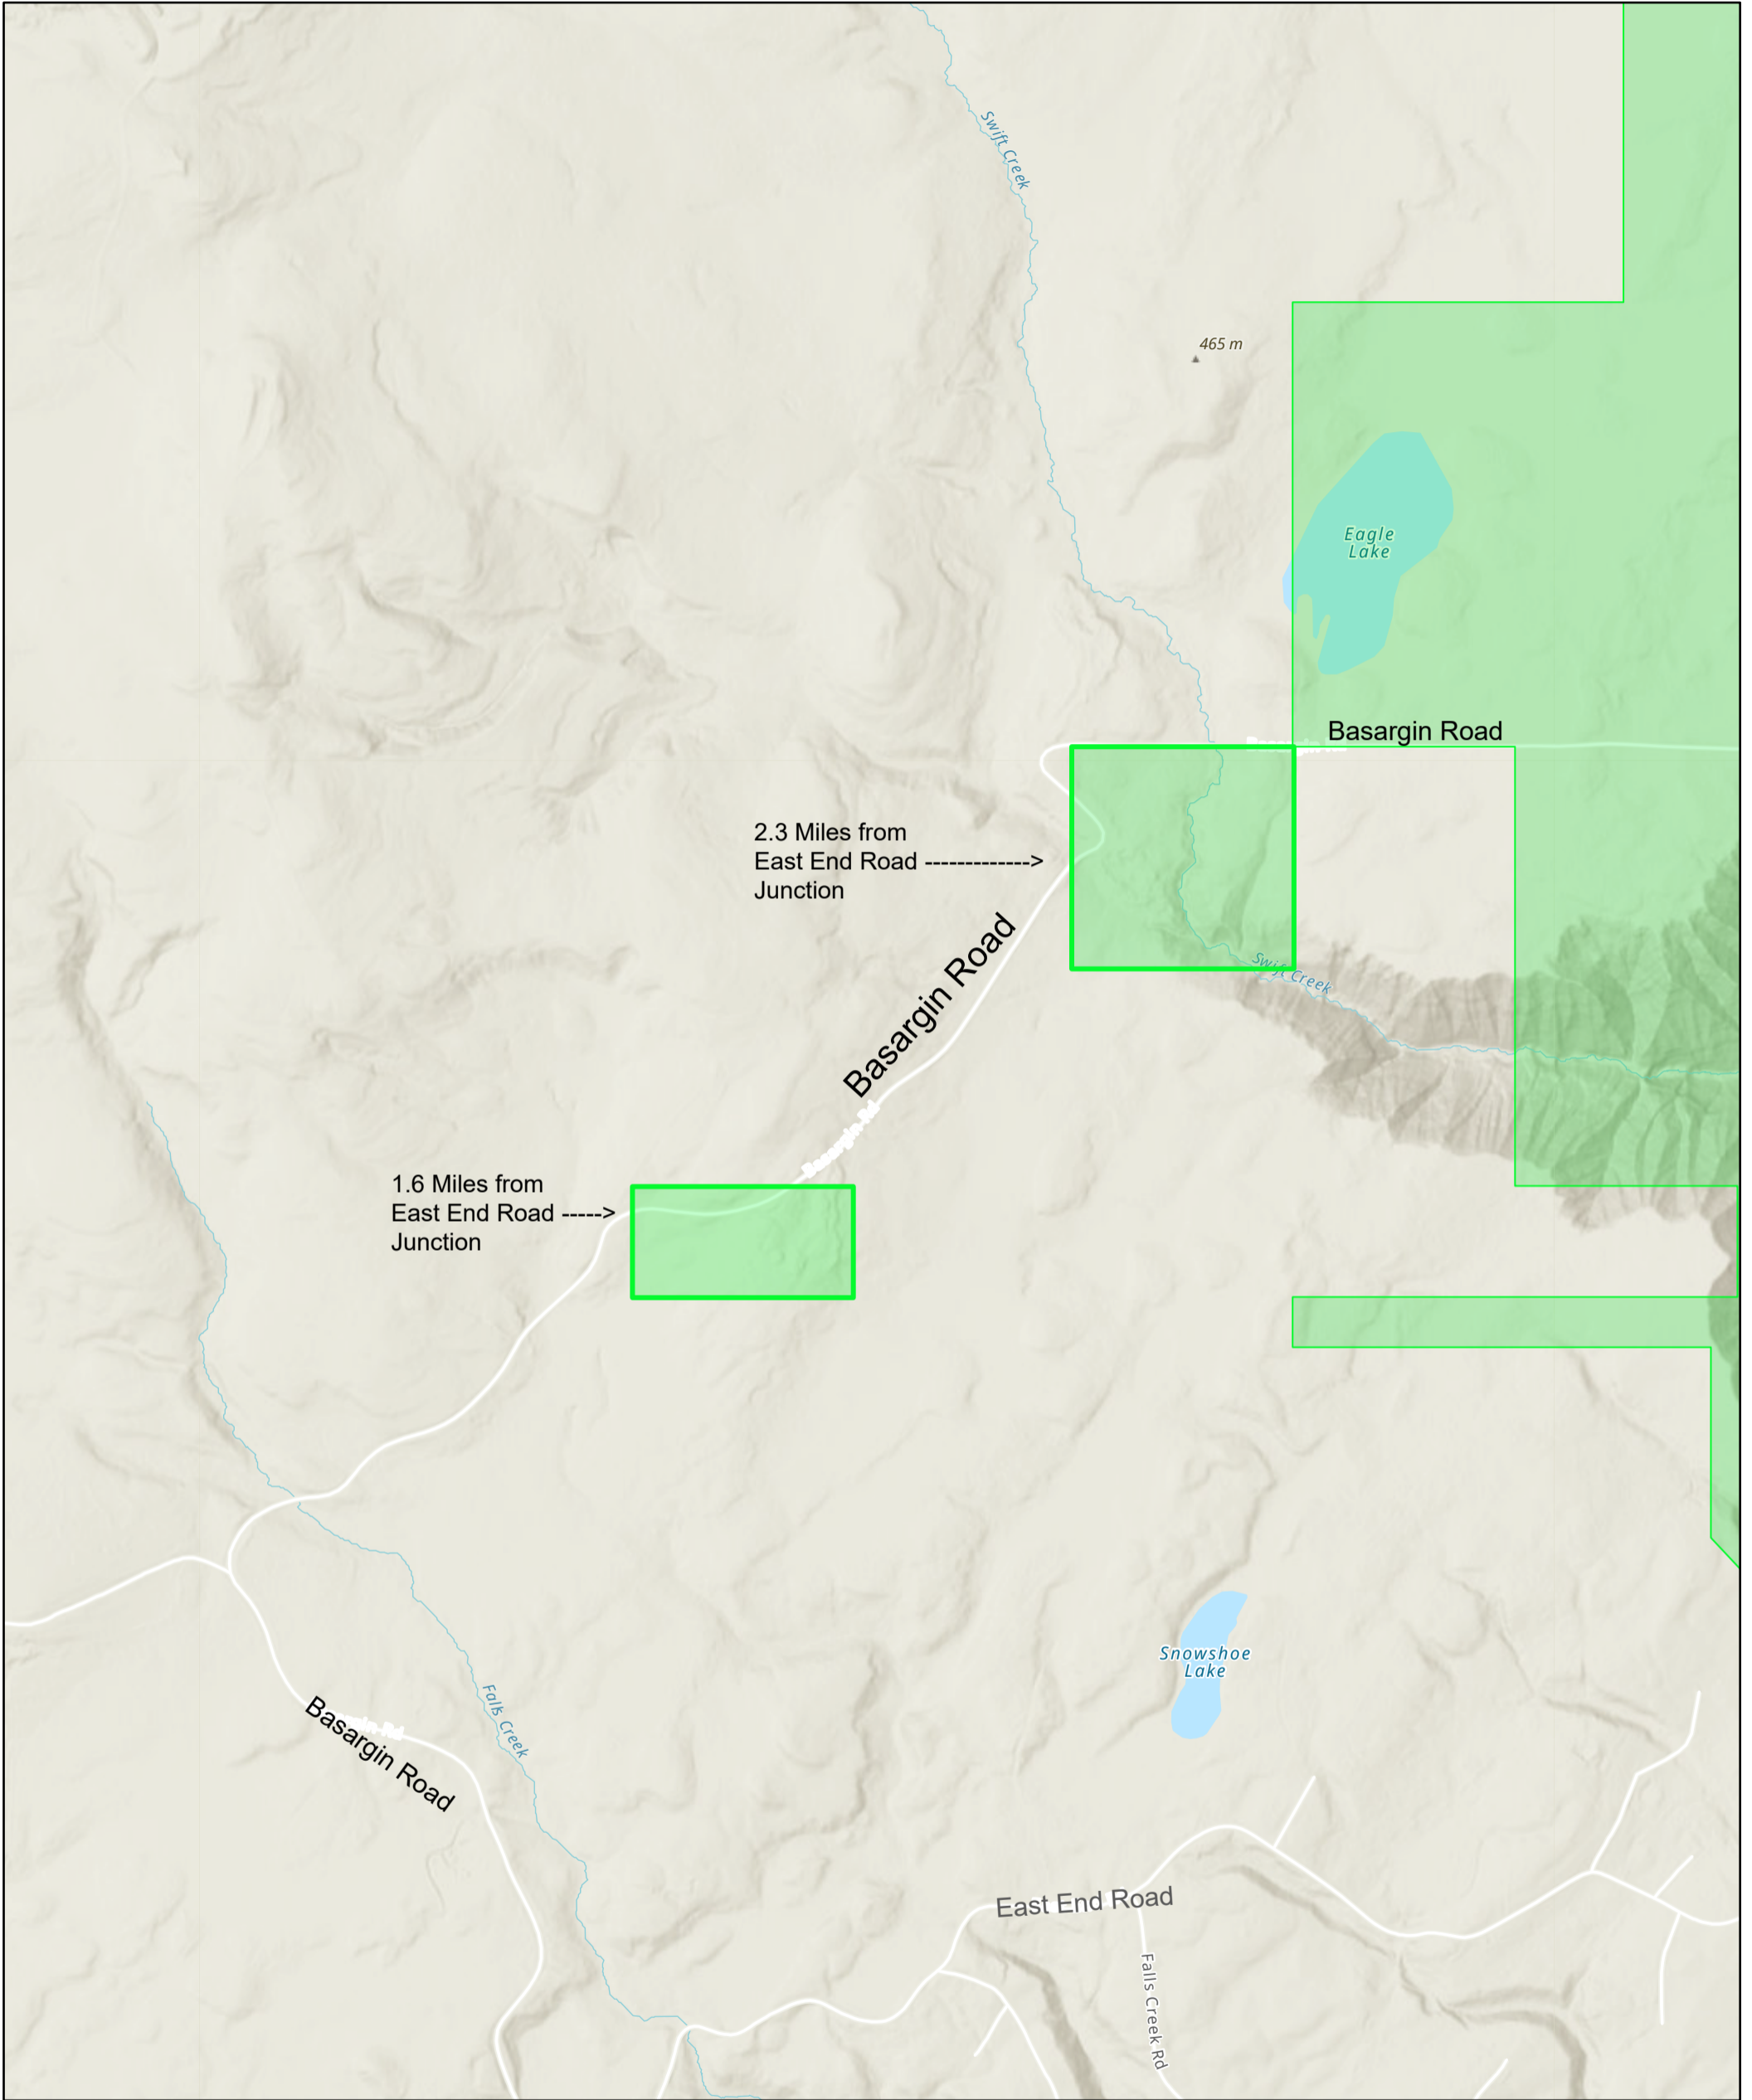 Swift Creek
465 m
Eagle
Lake
Basargin Road
2.3 Miles from
East End Road ------------->
Junction
Basargin Road
Swift Creek
Basargin Rd
1.6 Miles from
East End Road ----->
Junction
Snowshoe
Lake
Falls Creek
Basargin Road
East End Road
Falls Creek Rd